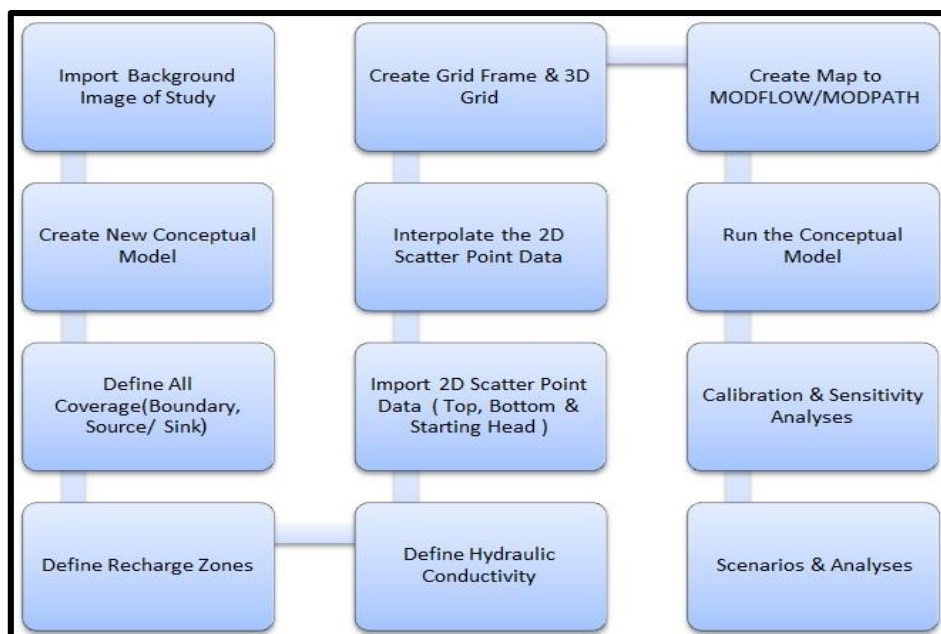 Import Background
Image of Study
Create New Conceptual
Model
Define All
Coverage(Boundary,
Source/ Sink)
Define Recharge Zones
Define Hydraulic
Conductivity
Import 2D Scatter Point
Data ( Top, Bottom &
Starting Head )
Interpolate the 2D
Scatter Point Data
Create Grid Frame & 3D
Grid
Create Map to
MODFLOW/MODPATH
Run the Conceptual
Model
Calibration & Sensitivity
Analyses
Scenarios & Analyses